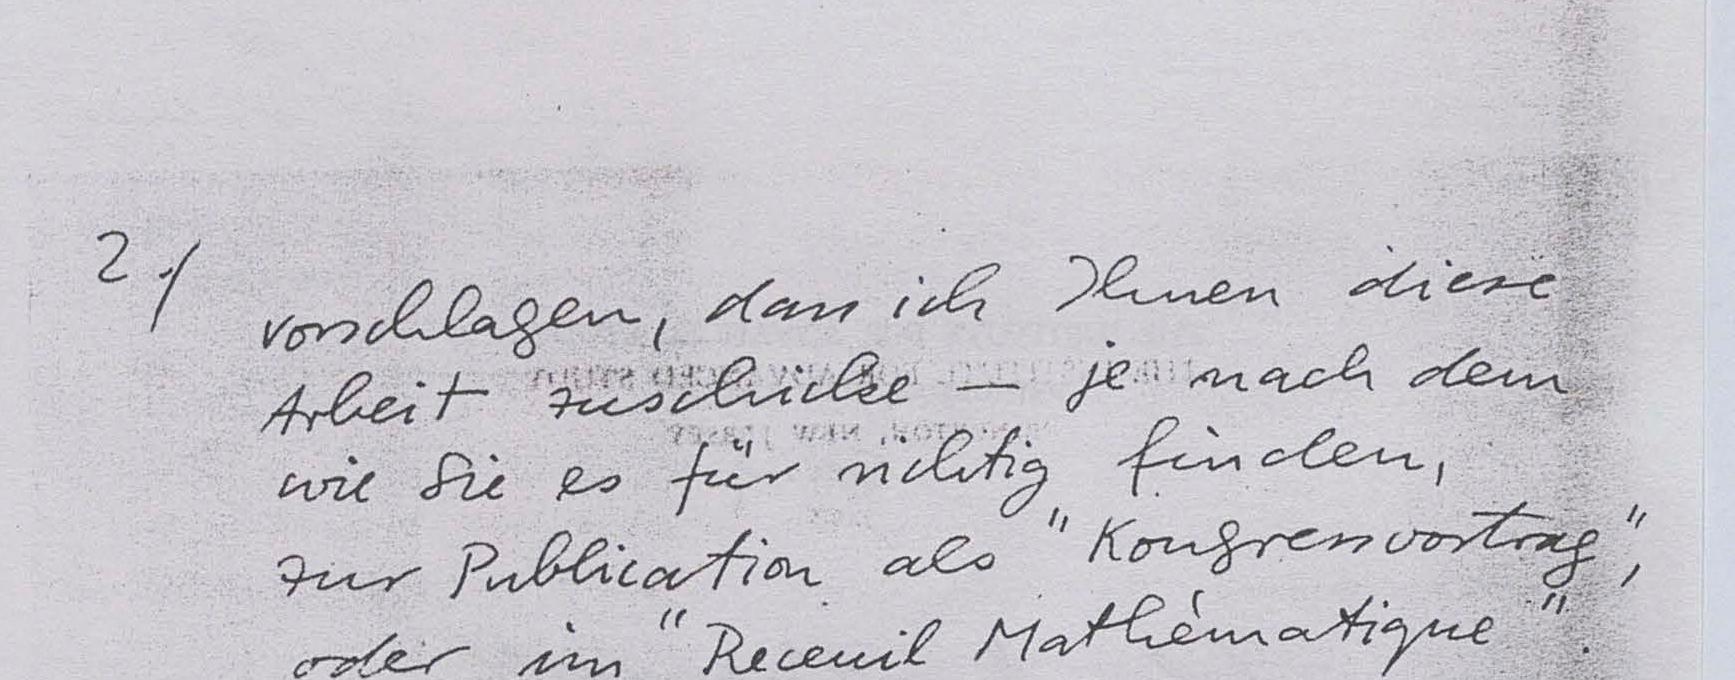 2./
vorschlagen, dass ich Ihnen diese
Arbeit zuschicke — je nach dem
wie Sie es für richtig finden,
zur Publication als "Kongressvortrag",
oder im "Receuil Mathématique".